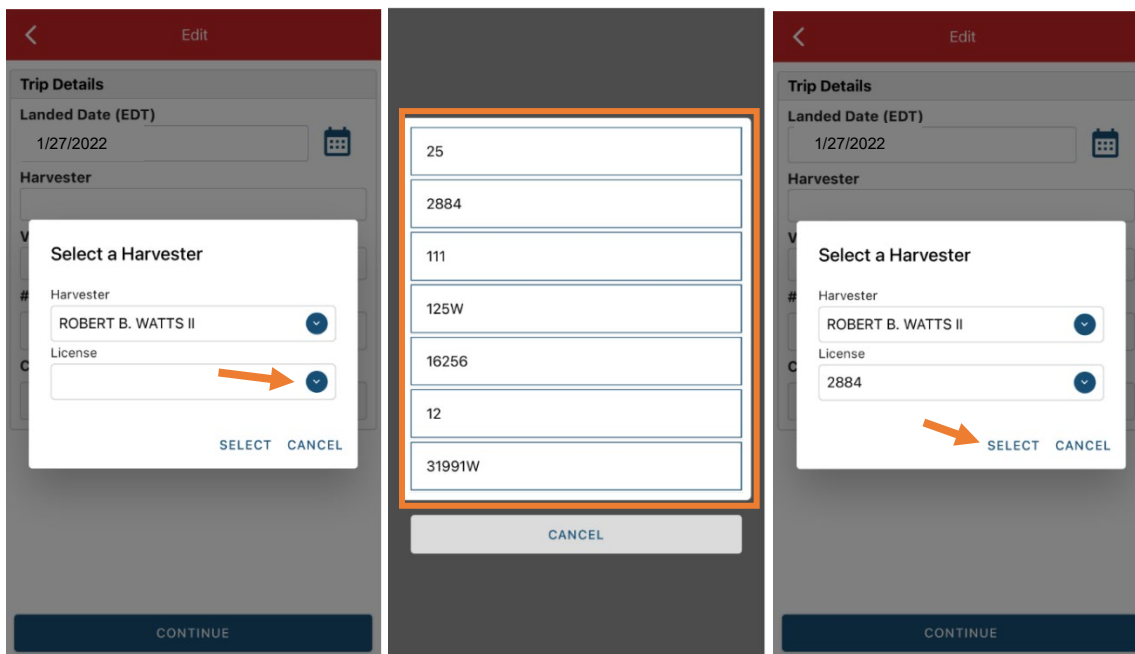 Edit
Trip Details
Landed Date (EDT)
1/27/2022
Harvester
V
Select a Harvester
#
Harvester
ROBERT B. WATTS II
License
C
SELECT CANCEL
CONTINUE
25
2884
111
125W
16256
12
31991W
CANCEL
Edit
Trip Details
Landed Date (EDT)
1/27/2022
Harvester
V
Select a Harvester
#
Harvester
ROBERT B. WATTS II
License
C
2884
SELECT CANCEL
CONTINUE